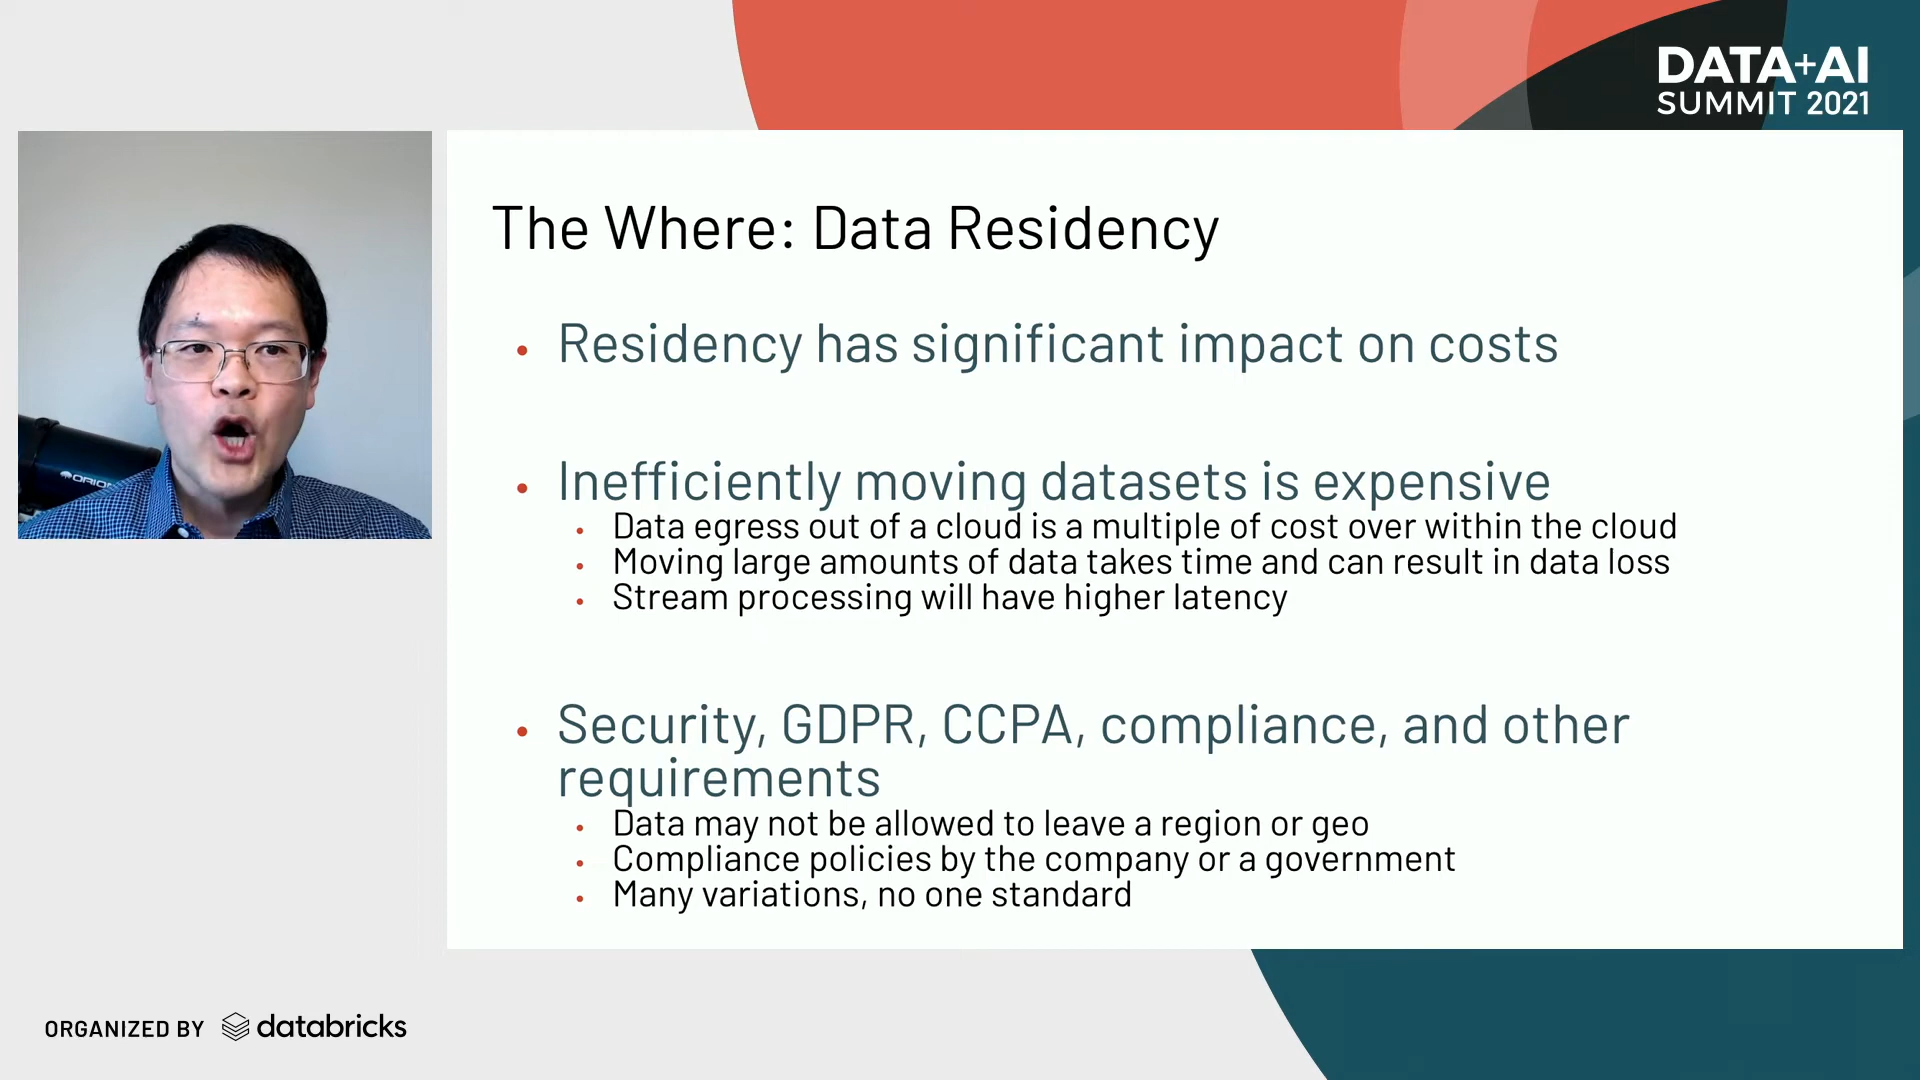 DATA+AI
SUMMIT 2021
The Where: Data Residency
• Residency has significant impact on costs
• Inefficiently moving datasets is expensive
• Data egress out of a cloud is a multiple of cost over within the cloud
• Moving large amounts of data takes time and can result in data loss
• Stream processing will have higher latency
• Security, GDPR, CCPA, compliance, and other
requirements
• Data may not be allowed to leave a region or geo
• Compliance policies by the company or a government
• Many variations, no one standard
ORION
ORGANIZED BY databricks